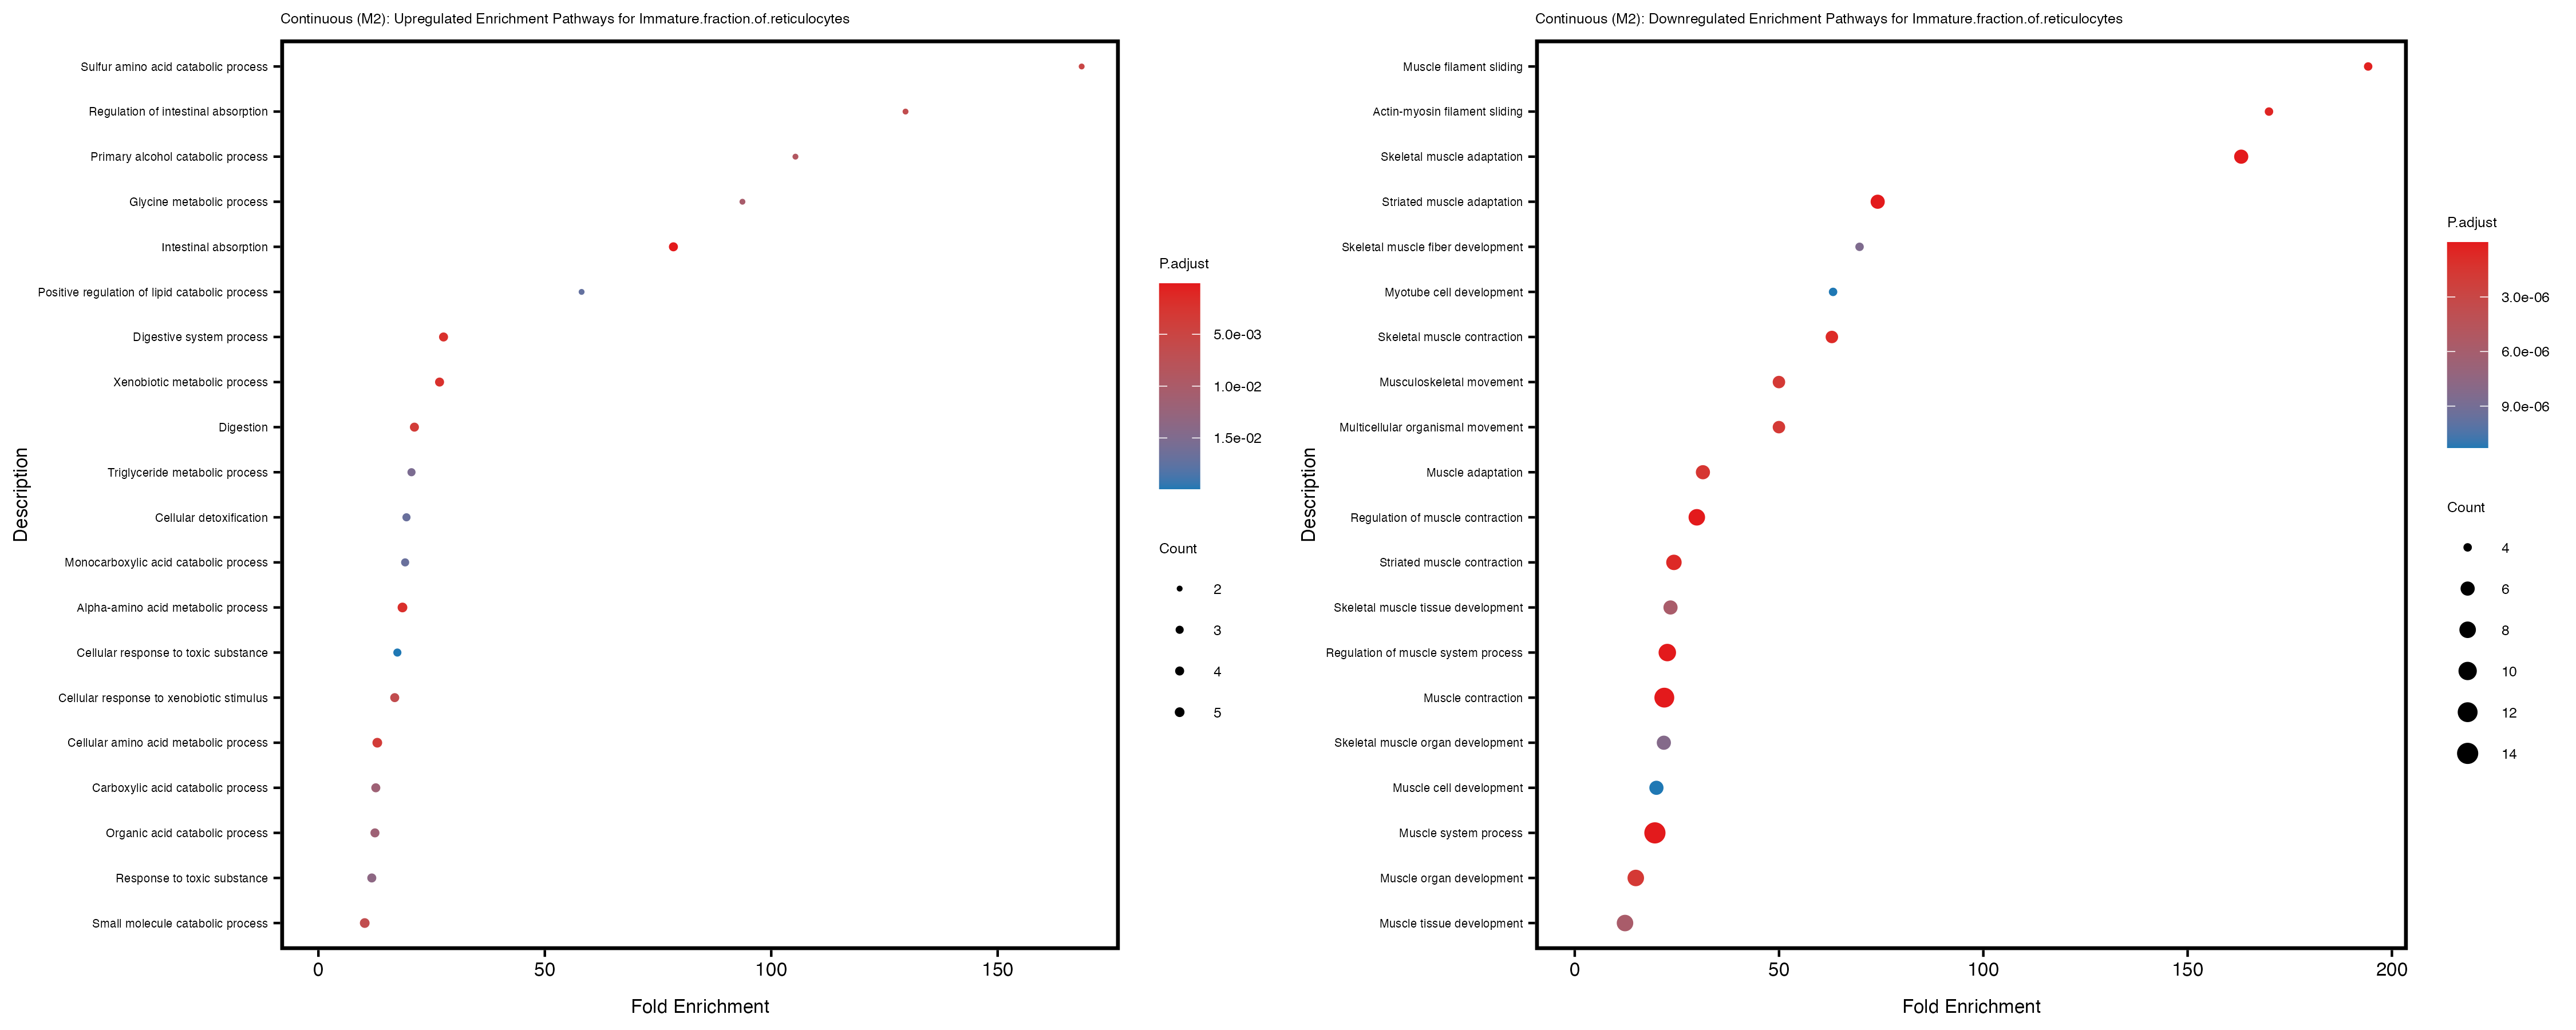 Continuous (M2): Upregulated Enrichment Pathways for Immature.fraction.of.reticulocytes
Description
Sulfur amino acid catabolic process
Regulation of intestinal absorption
Primary alcohol catabolic process
Glycine metabolic process
Intestinal absorption
Positive regulation of lipid catabolic process
Digestive system process
Xenobiotic metabolic process
Digestion
Triglyceride metabolic process
Cellular detoxification
Monocarboxylic acid catabolic process
Alpha-amino acid metabolic process
Cellular response to toxic substance
Cellular response to xenobiotic stimulus
Cellular amino acid metabolic process
Carboxylic acid catabolic process
Organic acid catabolic process
Response to toxic substance
Small molecule catabolic process
0 50 100 150
Fold Enrichment
P.adjust
5.0e-03
1.0e-02
1.5e-02
Count
2
3
4
5
Continuous (M2): Downregulated Enrichment Pathways for Immature.fraction.of.reticulocytes
Description
Muscle filament sliding
Actin-myosin filament sliding
Skeletal muscle adaptation
Striated muscle adaptation
Skeletal muscle fiber development
Myotube cell development
Skeletal muscle contraction
Musculoskeletal movement
Multicellular organismal movement
Muscle adaptation
Regulation of muscle contraction
Striated muscle contraction
Skeletal muscle tissue development
Regulation of muscle system process
Muscle contraction
Skeletal muscle organ development
Muscle cell development
Muscle system process
Muscle organ development
Muscle tissue development
0 50 100 150 200
Fold Enrichment
P.adjust
3.0e-06
6.0e-06
9.0e-06
Count
4
6
8
10
12
14